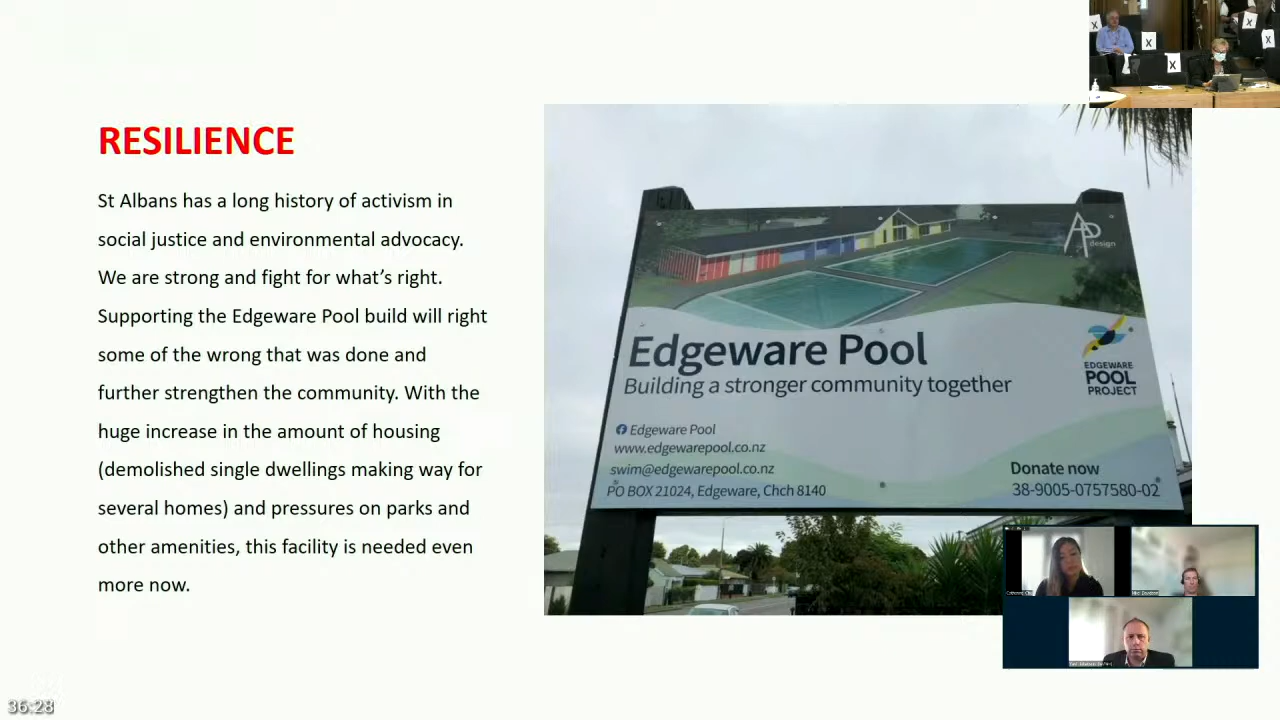 RESILIENCE
St Albans has a long history of activism in
social justice and environmental advocacy.
We are strong and fight for what’s right.
Supporting the Edgeware Pool build will right
some of the wrong that was done and
further strengthen the community. With the
huge increase in the amount of housing
(demolished single dwellings making way for
several homes) and pressures on parks and
other amenities, this facility is needed even
more now.
AP
design
Edgeware Pool
Building a stronger community together
EDGEWARE
POOL
PROJECT
Edgeware Pool
www.edgewarepool.co.nz
swim@edgewarepool.co.nz
PO BOX 21024, Edgeware, Chch 8140
Donate now
38-9005-0757580-02
X
X
X
X
X
36:28